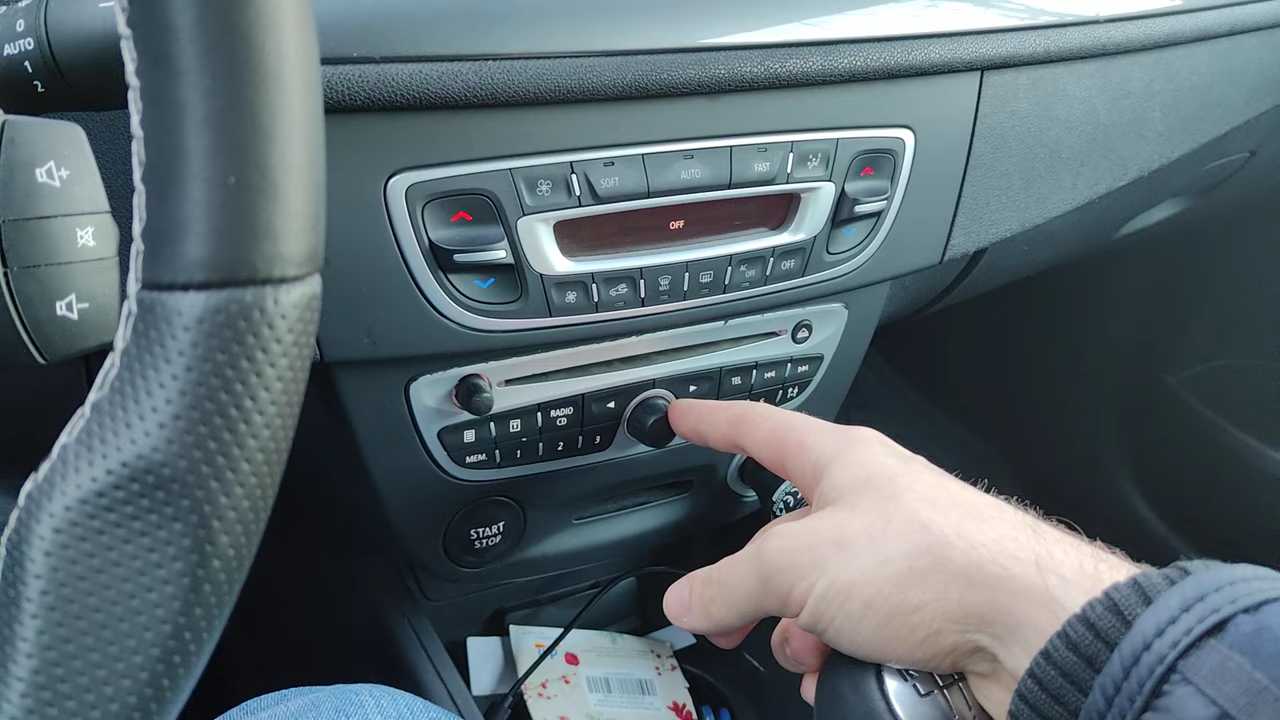 0
AUTO
1
2
SOFT
AUTO
FAST
OFF
MAX
AC
OFF
OFF
RADIO
CD
TEL
T
MEM.
1
2
3
START
STOP